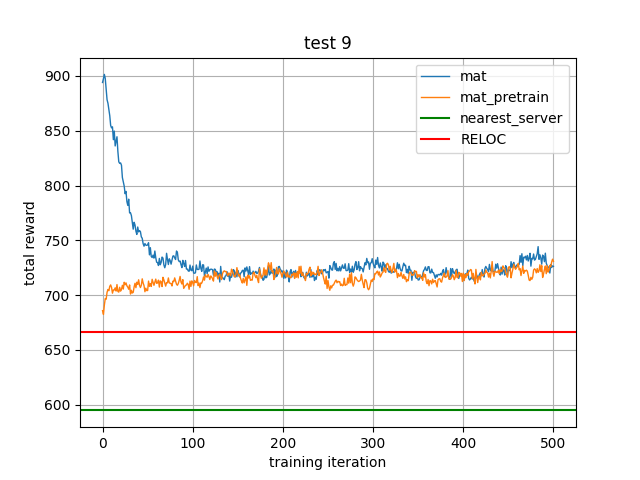 test 9
total reward
900
850
800
750
700
650
600
mat
mat_pretrain
nearest_server
RELOC
0
100
200
300
400
500
training iteration